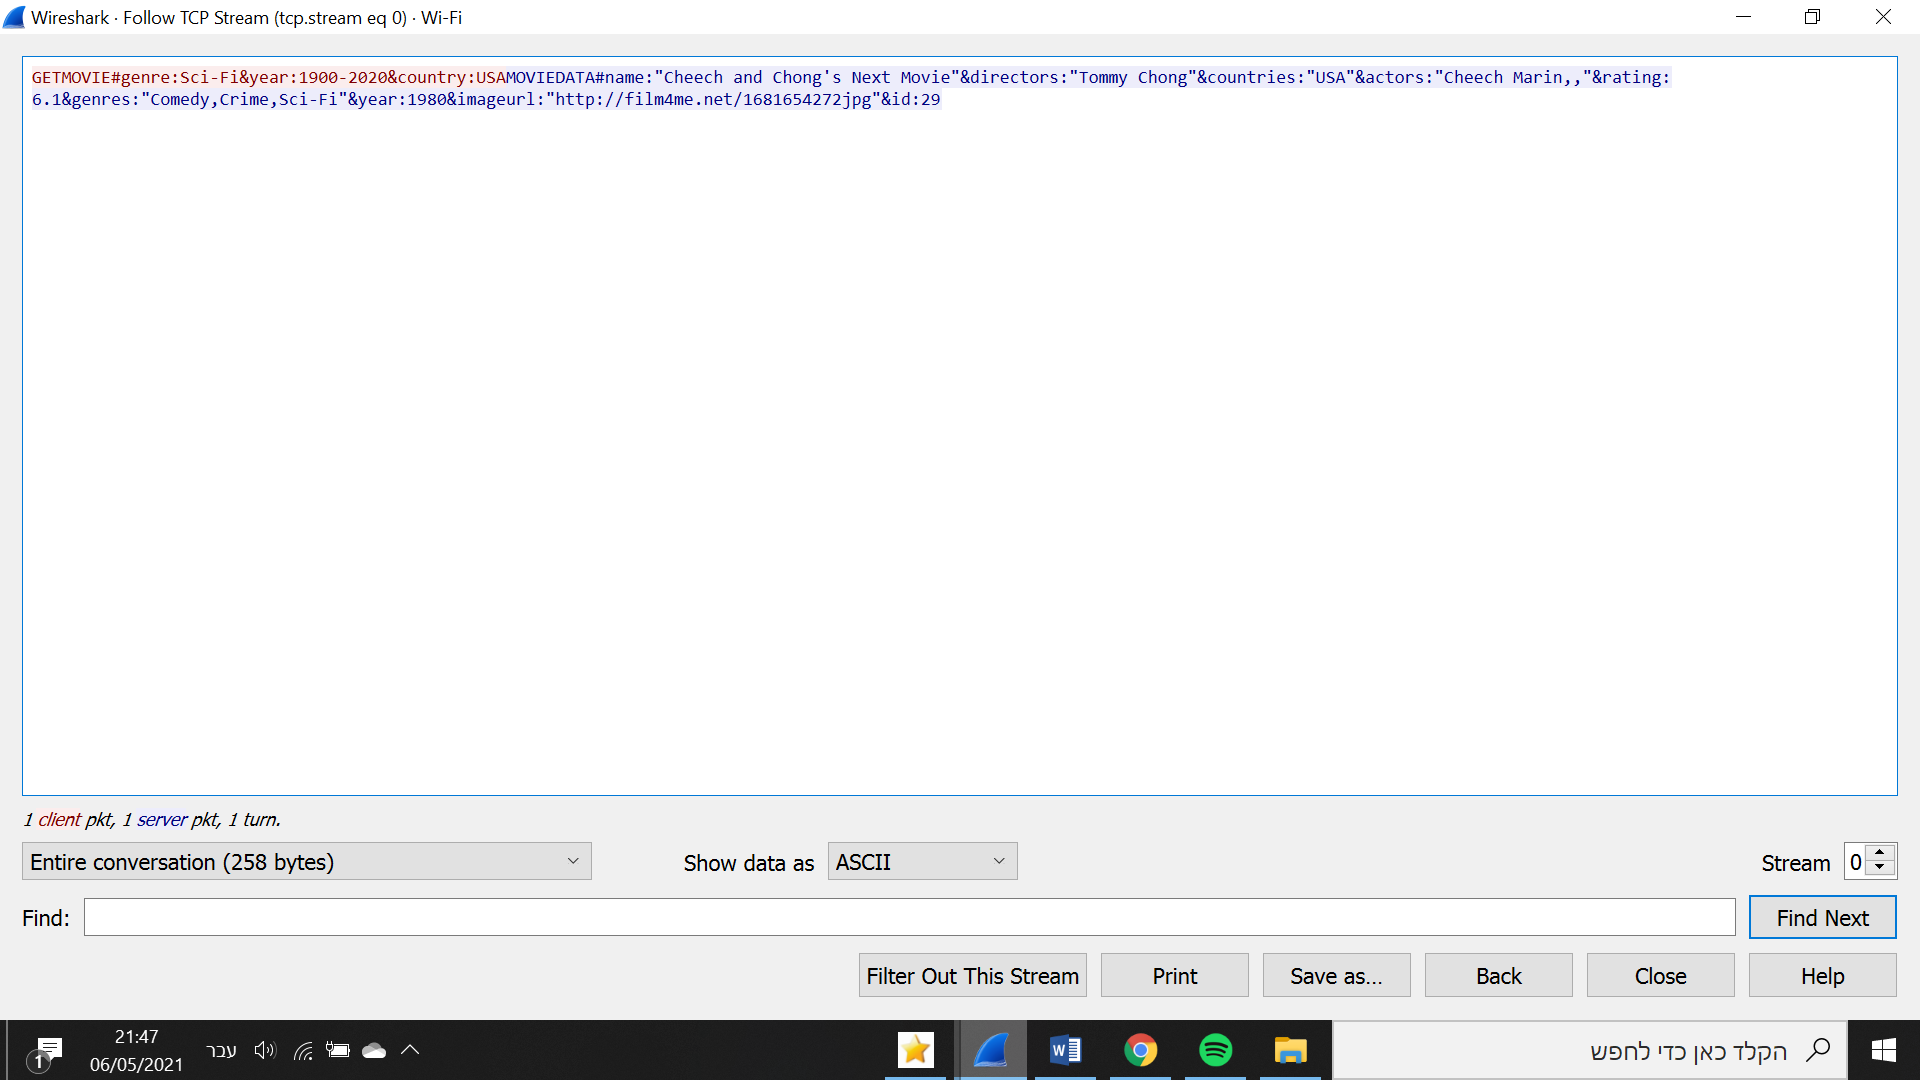 Wireshark · Follow TCP Stream (tcp.stream eq 0) · Wi-Fi
GETMOVIE#genre:Sci-Fi&year:1900-2020&country:USAMOVIEDATA#name:"Cheech and Chong's Next Movie"&directors:"Tommy Chong"&countries:"USA"&actors:"Cheech Marin,,"&rating:
6.1&genres:"Comedy,Crime,Sci-Fi"&year:1980&imageurl:"http://film4me.net/1681654272jpg"&id:29
1 client pkt, 1 server pkt, 1 turn.
Entire conversation (258 bytes)
Show data as
ASCII
Stream
0
Find:
Find Next
Filter Out This Stream
Print
Save as…
Back
Close
Help
1
21:47
06/05/2021
עבר
W
הקלד כאן כדי לחפש